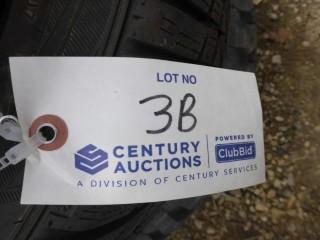 LOT NO
3B
CENTURY AUCTIONS
POWERED BY
ClubBid
A DIVISION OF CENTURY SERVICES